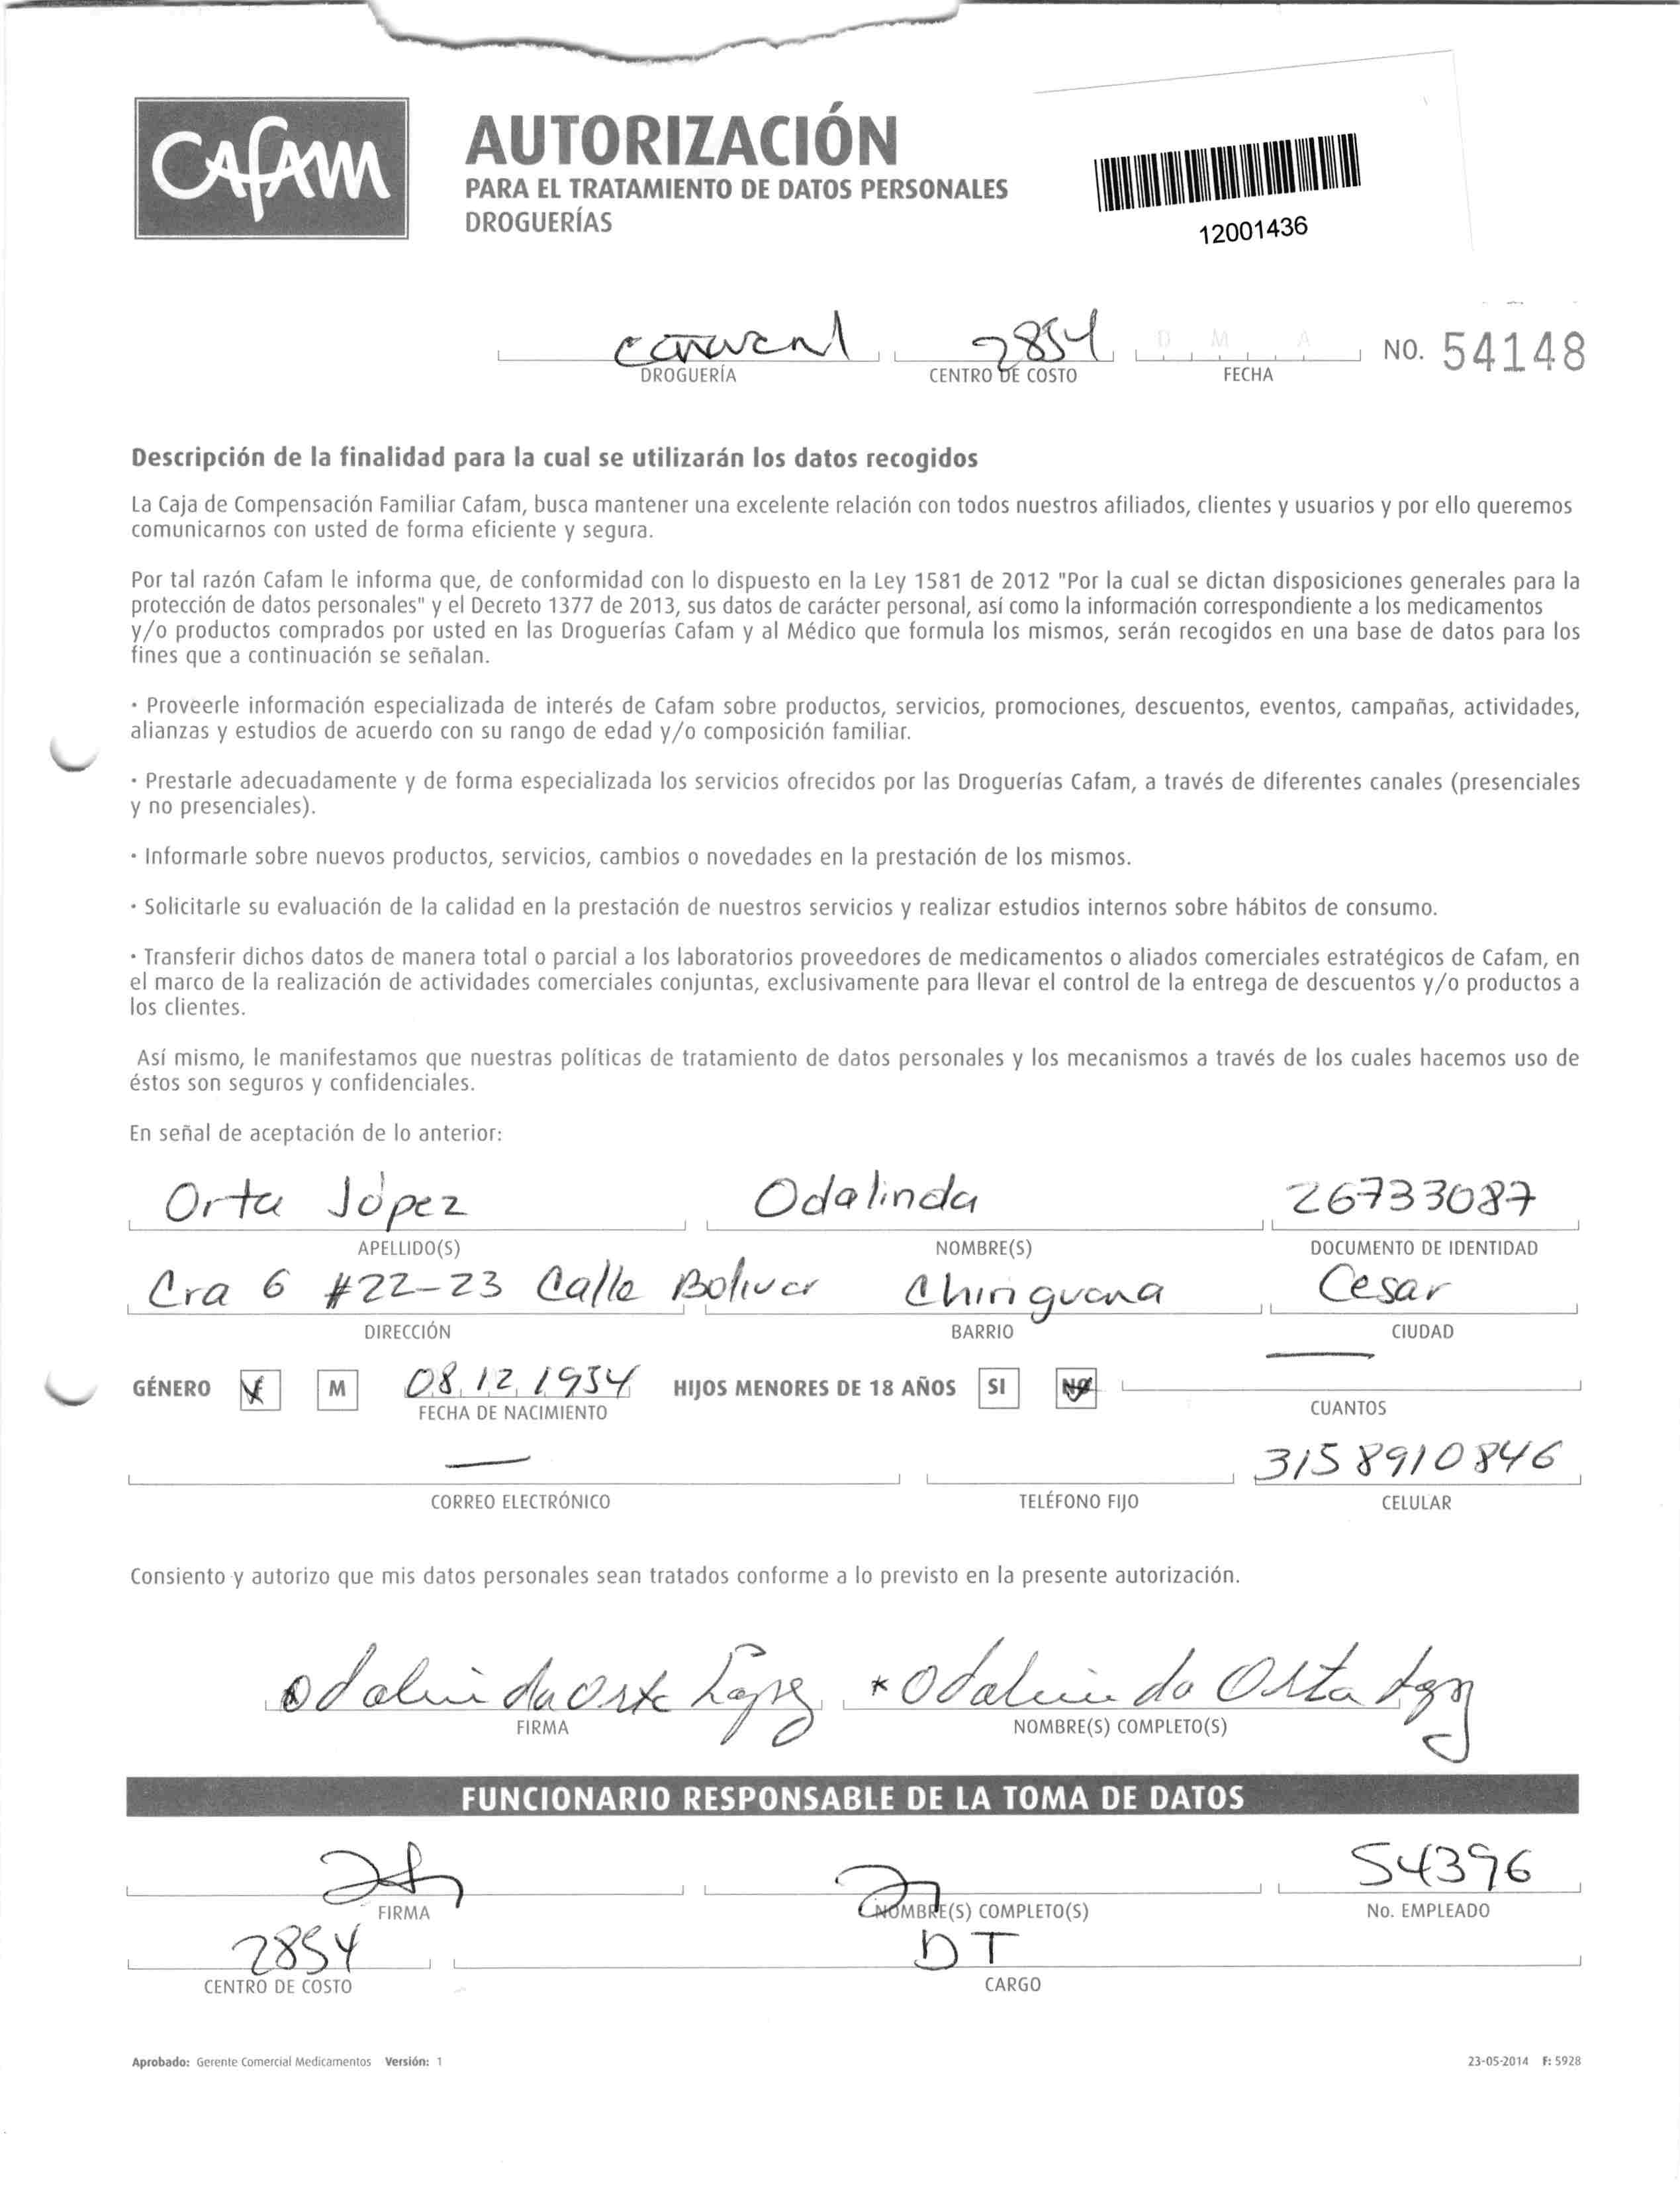 CAFAM
AUTORIZACIÓN
PARA EL TRATAMIENTO DE DATOS PERSONALES
DROGUERÍAS
12001436
2854 D M A NO. 54148
DROGUERÍA CENTRO DE COSTO FECHA
Descripción de la finalidad para la cual se utilizarán los datos recogidos
La Caja de Compensación Familiar Cafam, busca mantener una excelente relación con todos nuestros afiliados, clientes y usuarios y por ello queremos
comunicarnos con usted de forma eficiente y segura.
Por tal razón Cafam le informa que, de conformidad con lo dispuesto en la Ley 1581 de 2012 "Por la cual se dictan disposiciones generales para la
protección de datos personales" y el Decreto 1377 de 2013, sus datos de carácter personal, así como la información correspondiente a los medicamentos
y/o productos comprados por usted en las Droguerías Cafam y al Médico que formula los mismos, serán recogidos en una base de datos para los
fines que a continuación se señalan.
· Proveerle información especializada de interés de Cafam sobre productos, servicios, promociones, descuentos, eventos, campañas, actividades,
alianzas y estudios de acuerdo con su rango de edad y/o composición familiar.
· Prestarle adecuadamente y de forma especializada los servicios ofrecidos por las Droguerías Cafam, a través de diferentes canales (presenciales
y no presenciales).
· Informarle sobre nuevos productos, servicios, cambios o novedades en la prestación de los mismos.
· Solicitarle su evaluación de la calidad en la prestación de nuestros servicios y realizar estudios internos sobre hábitos de consumo.
· Transferir dichos datos de manera total o parcial a los laboratorios proveedores de medicamentos o aliados comerciales estratégicos de Cafam, en
el marco de la realización de actividades comerciales conjuntas, exclusivamente para llevar el control de la entrega de descuentos y/o productos a
los clientes.
Así mismo, le manifestamos que nuestras políticas de tratamiento de datos personales y los mecanismos a través de los cuales hacemos uso de
éstos son seguros y confidenciales.
En señal de aceptación de lo anterior:
Orta López Odalinda 26733087
APELLIDO(S) NOMBRE(S) DOCUMENTO DE IDENTIDAD
Cra 6 #22-23 Calle Bolivar Chiriguana Cesar
DIRECCIÓN BARRIO CIUDAD
GÉNERO M 08.12.1954 HIJOS MENORES DE 18 AÑOS SI NO
FECHA DE NACIMIENTO CUANTOS
3158910846
CORREO ELECTRÓNICO TELÉFONO FIJO CELULAR
Consiento y autorizo que mis datos personales sean tratados conforme a lo previsto en la presente autorización.
Odalinda Orta López * Odalinda Orta
FIRMA NOMBRE(S) COMPLETO(S)
FUNCIONARIO RESPONSABLE DE LA TOMA DE DATOS
54396
FIRMA NOMBRE(S) COMPLETO(S) No. EMPLEADO
2854 DT
CENTRO DE COSTO CARGO
Aprobado: Gerente Comercial Medicamentos Versión: 1 23-05-2014 F: 5928